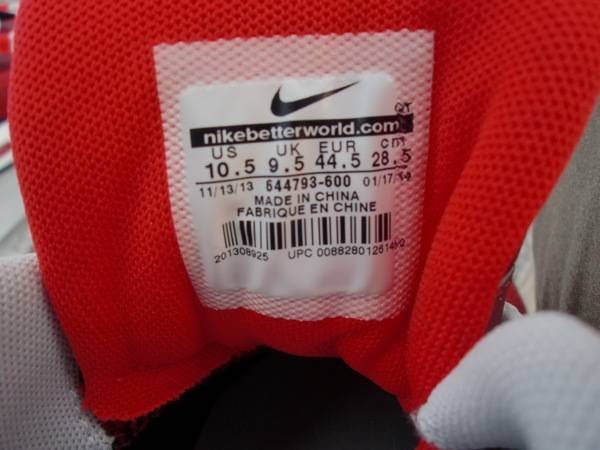 QT
nikebetterworld.com
US UK EUR cm
10.5 9.5 44.5 28.5
11/13/13 644793-600 01/17/14
MADE IN CHINA
FABRIQUE EN CHINE
201308925 UPC